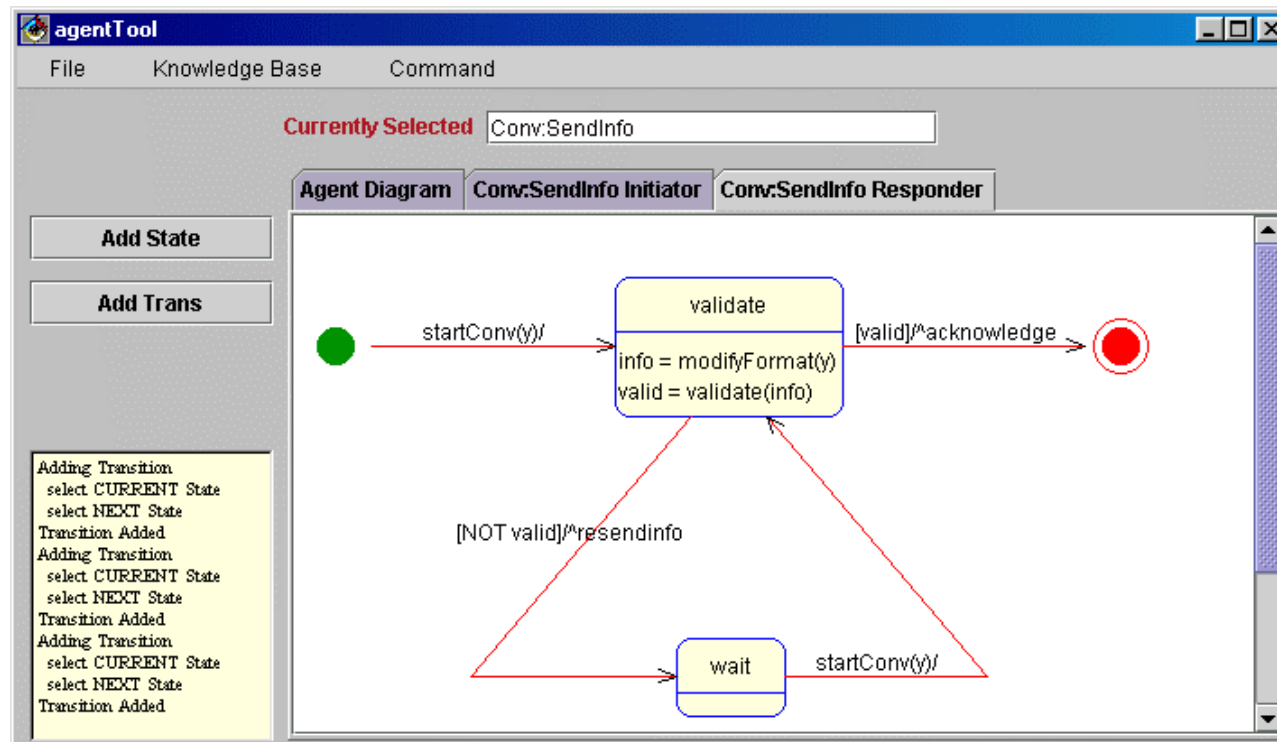 agentTool
File Knowledge Base Command
Currently Selected Conv:SendInfo
Agent Diagram Conv:SendInfo Initiator Conv:SendInfo Responder
Add State
Add Trans
Adding Transition
select CURRENT State
select NEXT State
Transition Added
Adding Transition
select CURRENT State
select NEXT State
Transition Added
Adding Transition
select CURRENT State
select NEXT State
Transition Added
startConv(y)/
validate
info = modifyFormat(y)
valid = validate(info)
[valid]/^acknowledge
[NOT valid]/^resendinfo
wait
startConv(y)/